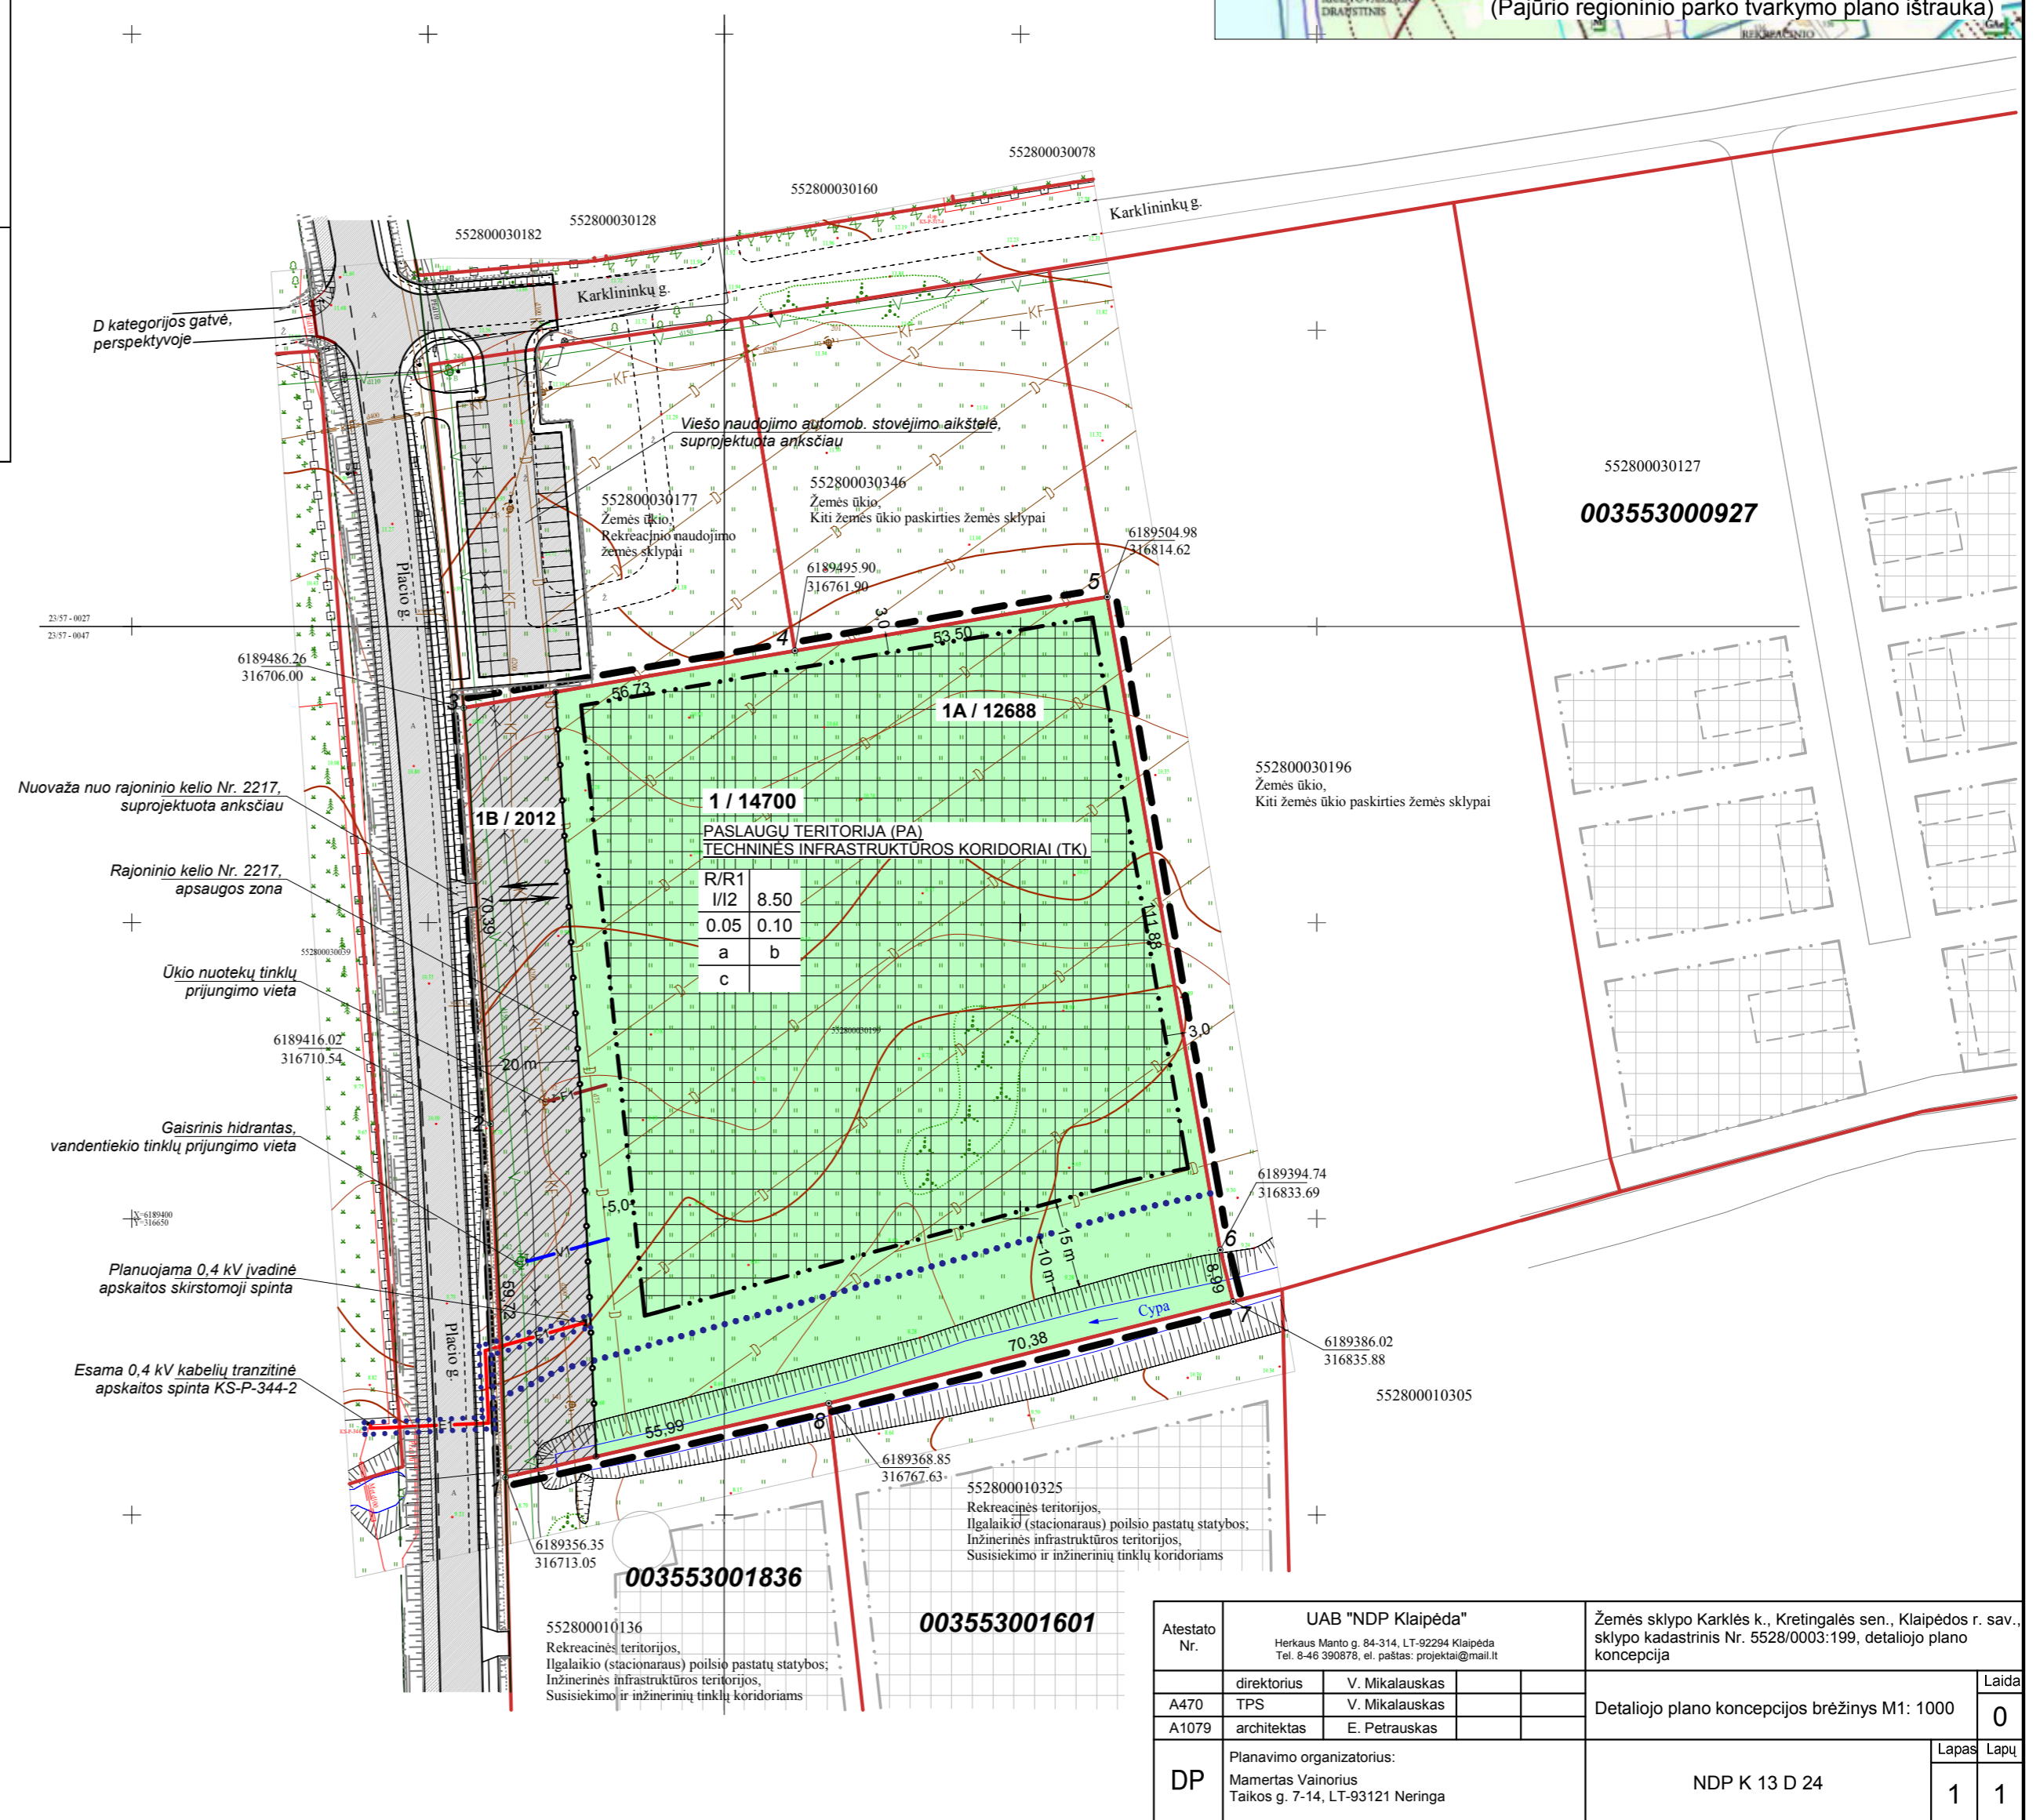 DRAUSTINIS
(Pajūrio regioninio parko tvarkymo plano ištrauka)
REKREACINIO
552800030078
552800030160
552800030128
552800030182
Karklininkų g.
Karklininkų g.
D kategorijos gatvė,
perspektyvoje
Viešo naudojimo automob. stovėjimo aikštelė,
suprojektuota anksčiau
552800030177
Žemės ūkio,
Rekreacinio naudojimo
žemės sklypai
552800030346
Žemės ūkio,
Kiti žemės ūkio paskirties žemės sklypai
552800030127
003553000927
6189504.98
316814.62
6189495.90
316761.90
Placio g.
23/57 - 0027
23/57 - 0047
6189486.26
316706.00
3
4
5
3,0
53,50
56,73
1A / 12688
Nuovaža nuo rajoninio kelio Nr. 2217,
suprojektuota anksčiau
1B / 2012
1 / 14700
PASLAUGŲ TERITORIJA (PA)
TECHNINĖS INFRASTRUKTŪROS KORIDORIAI (TK)
552800030196
Žemės ūkio,
Kiti žemės ūkio paskirties žemės sklypai
R/R1
I/I2 8.50
0.05 0.10
a b
c
Rajoninio kelio Nr. 2217,
apsaugos zona
70,39
111,88
552800030039
Ūkio nuotekų tinklų
prijungimo vieta
552800030199
6189416.02
316710.54
20 m
3,0
F1
Gaisrinis hidrantas,
vandentiekio tinklų prijungimo vieta
6189394.74
316833.69
5,0
X=6189400
Y=316650
V1
15 m
10 m
6
8,99
Planuojama 0,4 kV įvadinė
apskaitos skirstomoji spinta
59,72
Cypa
7
70,38
6189386.02
316835.88
Placio g.
Esama 0,4 kV kabelių tranzitinė
apskaitos spinta KS-P-344-2
552800010305
8
55,99
6189368.85
316767.63
1
552800010325
Rekreacinės teritorijos,
Ilgalaikio (stacionaraus) poilsio pastatų statybos;
Inžinerinės infrastruktūros teritorijos,
Susisiekimo ir inžinerinių tinklų koridoriams
6189356.35
316713.05
003553001836
003553001601
552800010136
Rekreacinės teritorijos,
Ilgalaikio (stacionaraus) poilsio pastatų statybos;
Inžinerinės infrastruktūros teritorijos,
Susisiekimo ir inžinerinių tinklų koridoriams
Atestato
Nr.
UAB "NDP Klaipėda"
Herkaus Manto g. 84-314, LT-92294 Klaipėda
Tel. 8-46 390878, el. paštas: projektai@mail.lt
Žemės sklypo Karklės k., Kretingalės sen., Klaipėdos r. sav.,
sklypo kadastrinis Nr. 5528/0003:199, detaliojo plano
koncepcija
direktorius V. Mikalauskas
A470 TPS V. Mikalauskas
A1079 architektas E. Petrauskas
Detaliojo plano koncepcijos brėžinys M1: 1000
Laida
0
DP
Planavimo organizatorius:
Mamertas Vainorius
Taikos g. 7-14, LT-93121 Neringa
NDP K 13 D 24
Lapas Lapų
1 1